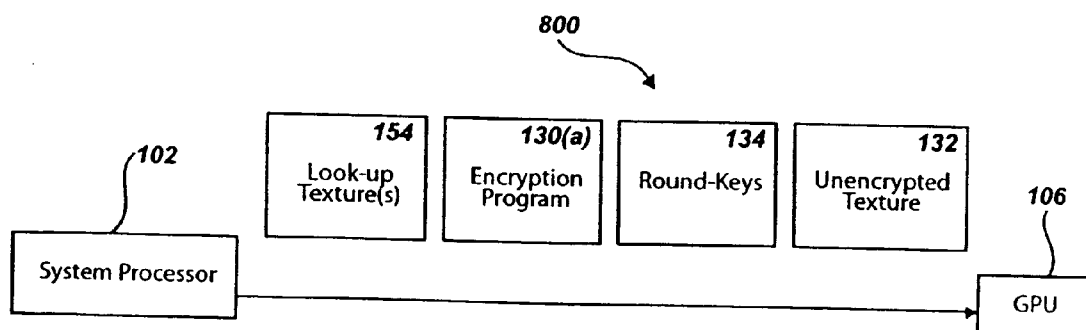 800
154
Look-up
Texture(s)
130(a)
Encryption
Program
134
Round-Keys
132
Unencrypted
Texture
102
System Processor
106
GPU